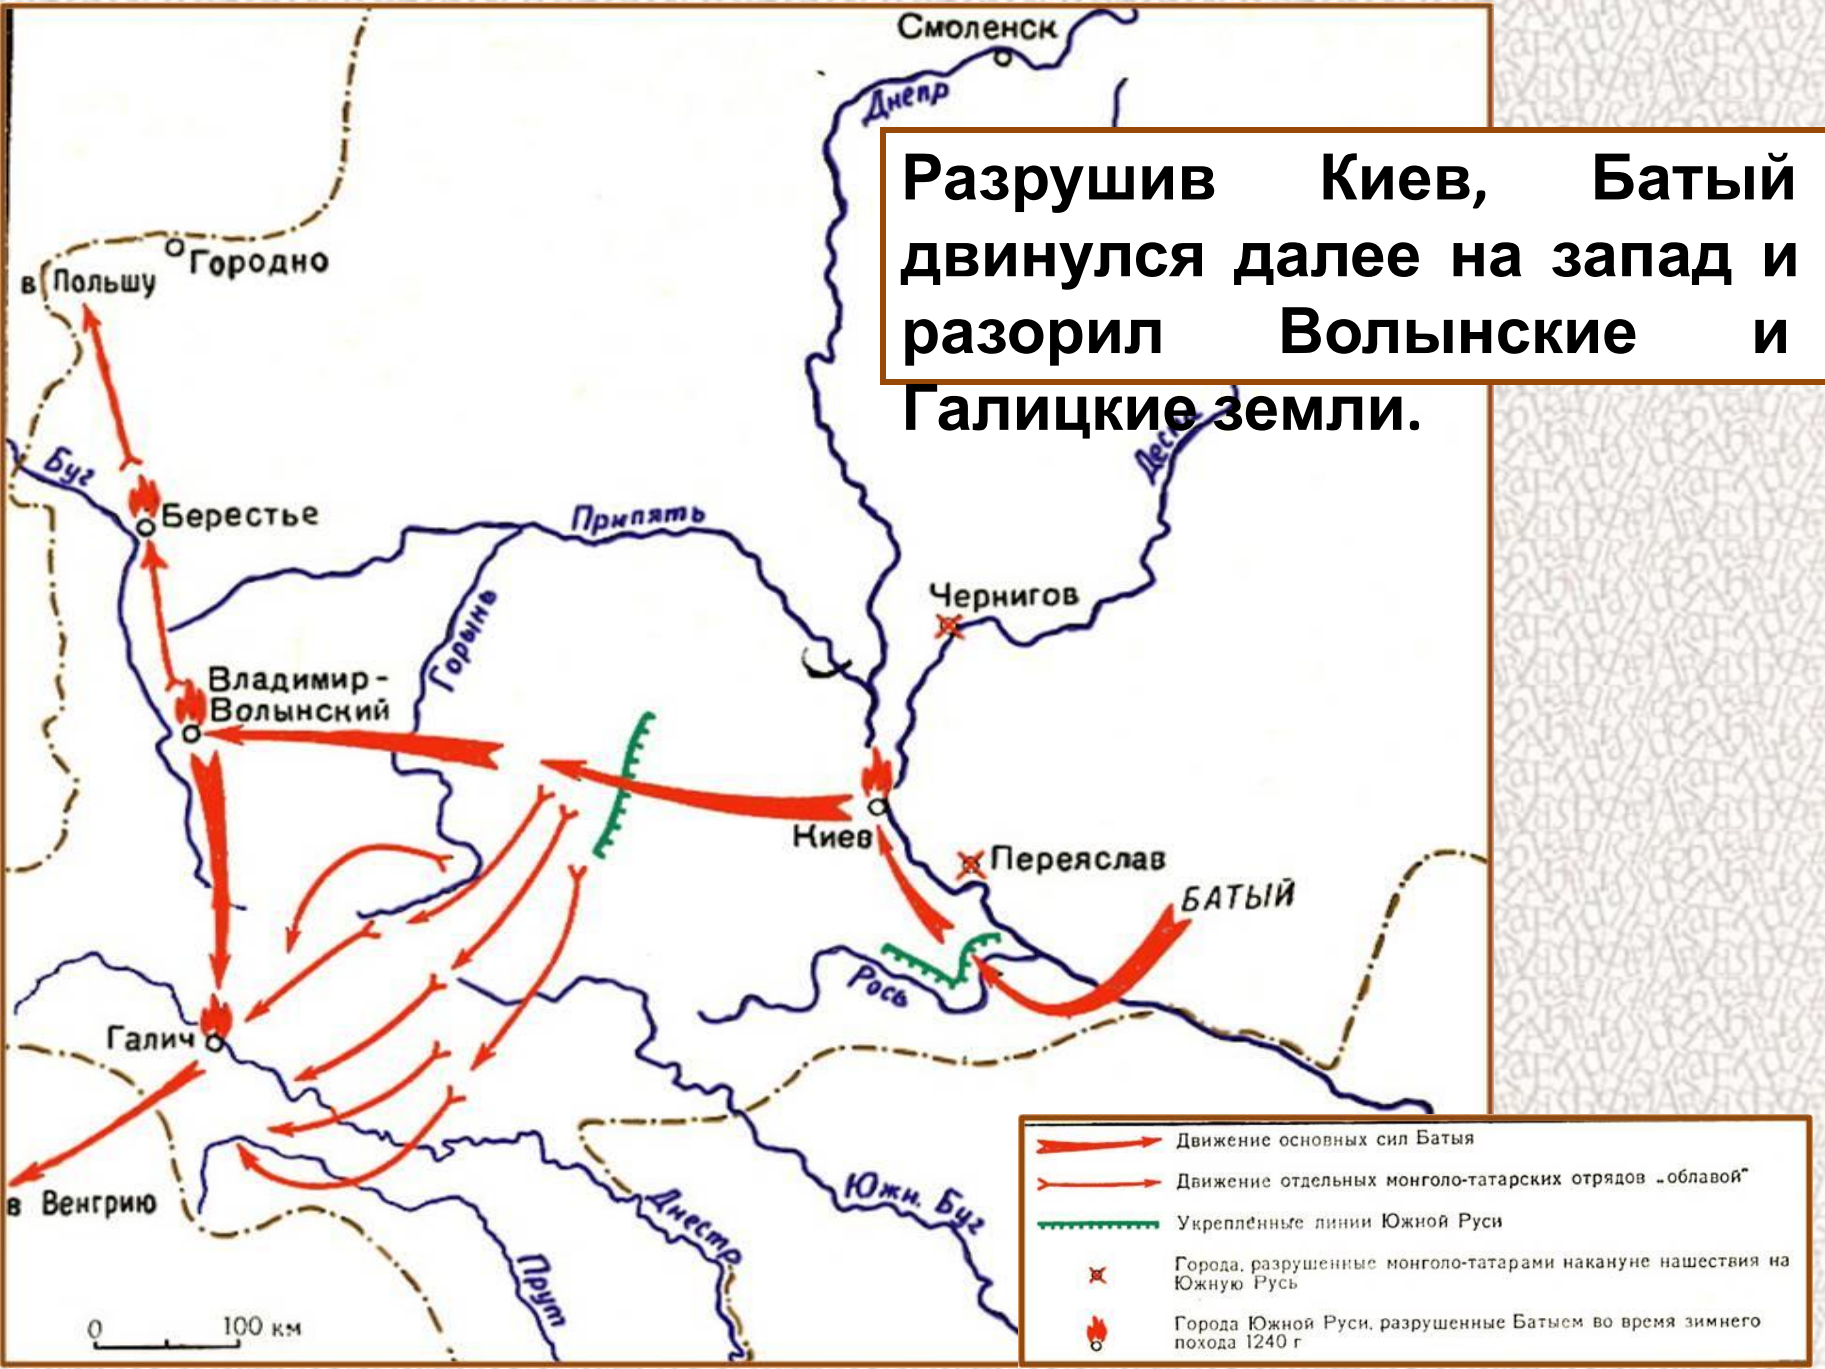 Смоленск
Днепр
Разрушив Киев, Батый
двинулся далее на запад и
разорил Волынские и
Галицкие земли.
Городно
в Польшу
Буг
Берестье
Припять
Чернигов
Горынь
Владимир-
Волынский
Киев
Переяслав
БАТЫЙ
Рось
Галич
в Венгрию
Южн. Буг
Днестр
Прут
0 100 км
Движение основных сил Батыя
Движение отдельных монголо-татарских отрядов „облавой"
Укреплённые линии Южной Руси
Города, разрушенные монголо-татарами накануне нашествия на
Южную Русь
Города Южной Руси, разрушенные Батыем во время зимнего
похода 1240 г